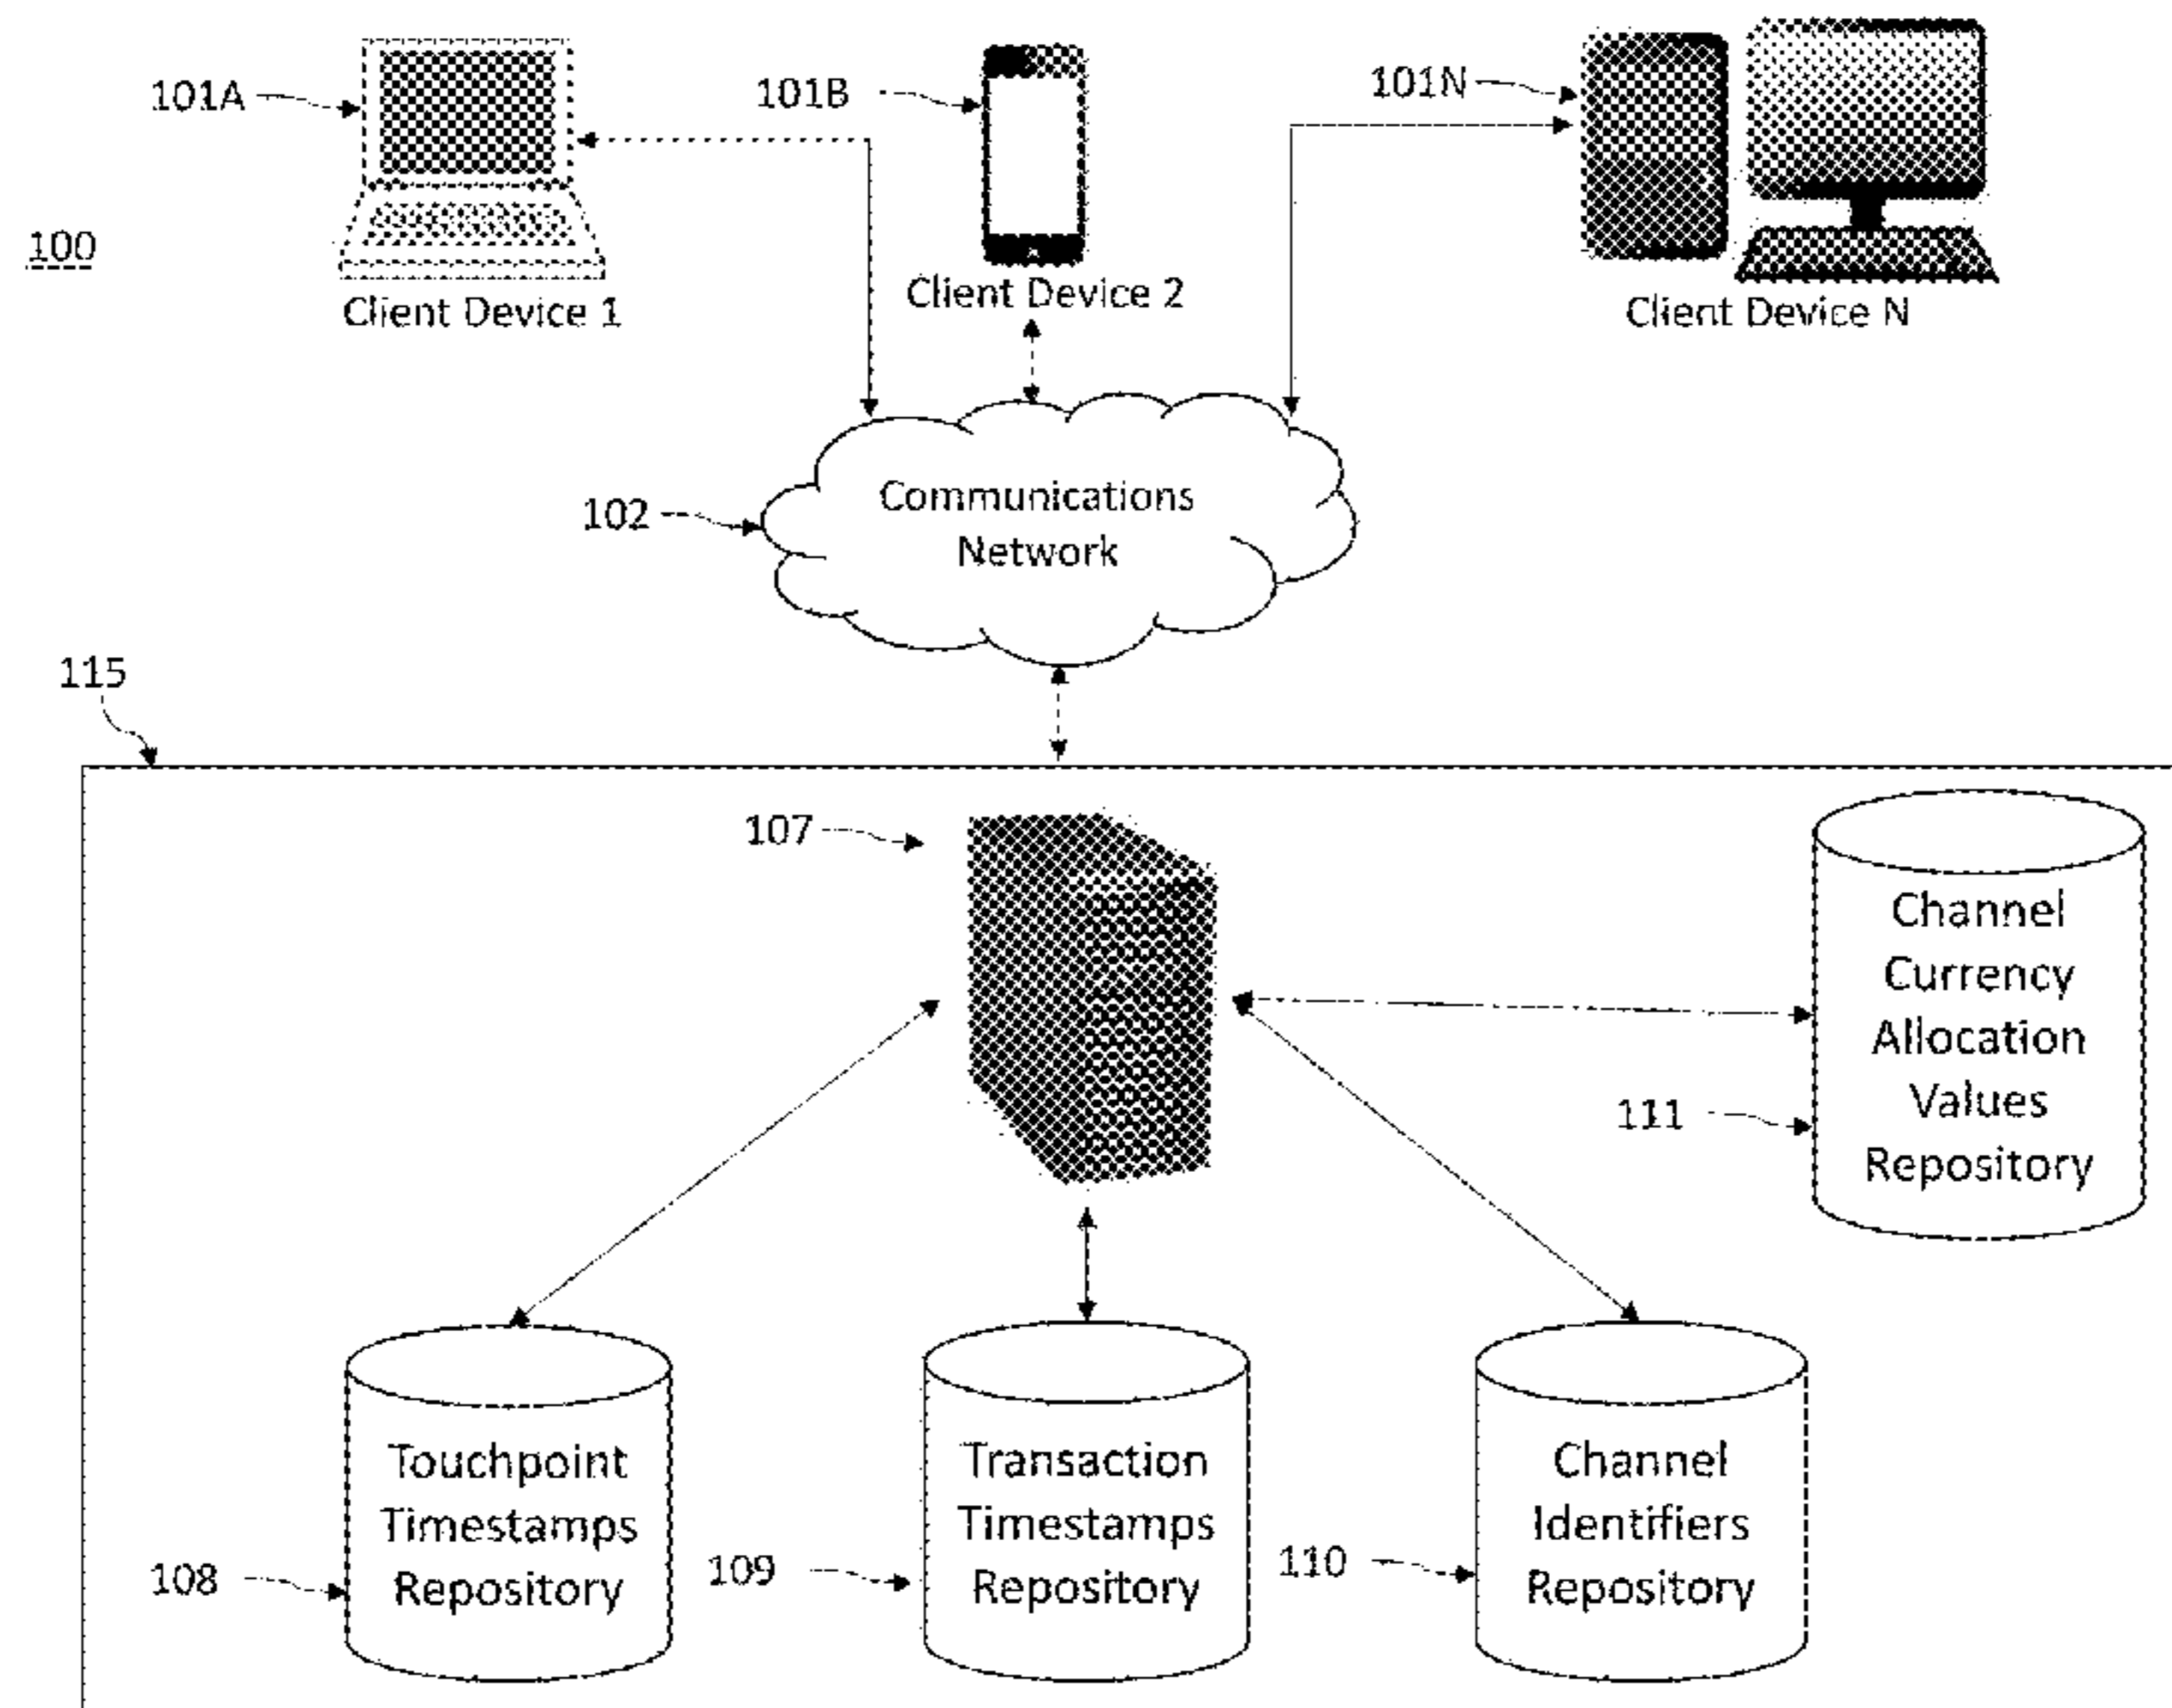 101A
101B
101N
100
Client Device 1
Client Device 2
Client Device N
102
Communications
Network
115
107
Channel
Currency
Allocation
Values
Repository
111
Touchpoint
Timestamps
Repository
108
Transaction
Timestamps
Repository
109
Channel
Identifiers
Repository
110